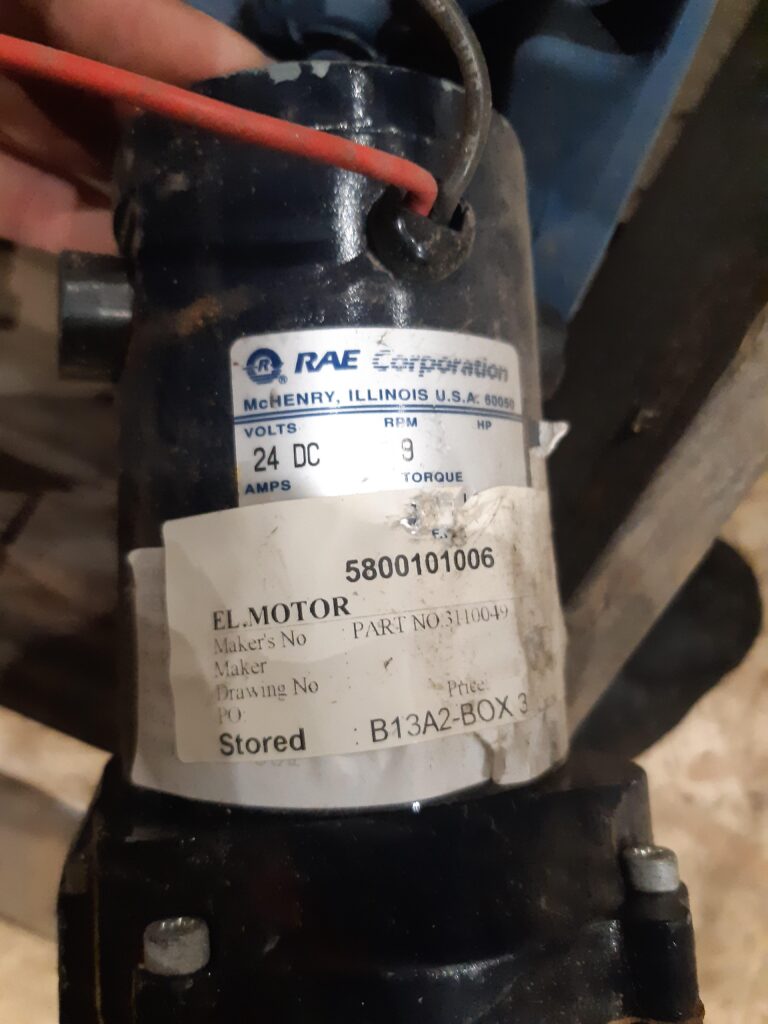 R ® RAE Corporation
McHENRY, ILLINOIS U.S.A. 60050
VOLTS RPM HP
24 DC 9
AMPS TORQUE
5800101006
EL.MOTOR
Maker's No : PART NO.3110049
Maker
Drawing No
PO: Price:
Stored : B13A2-BOX 3